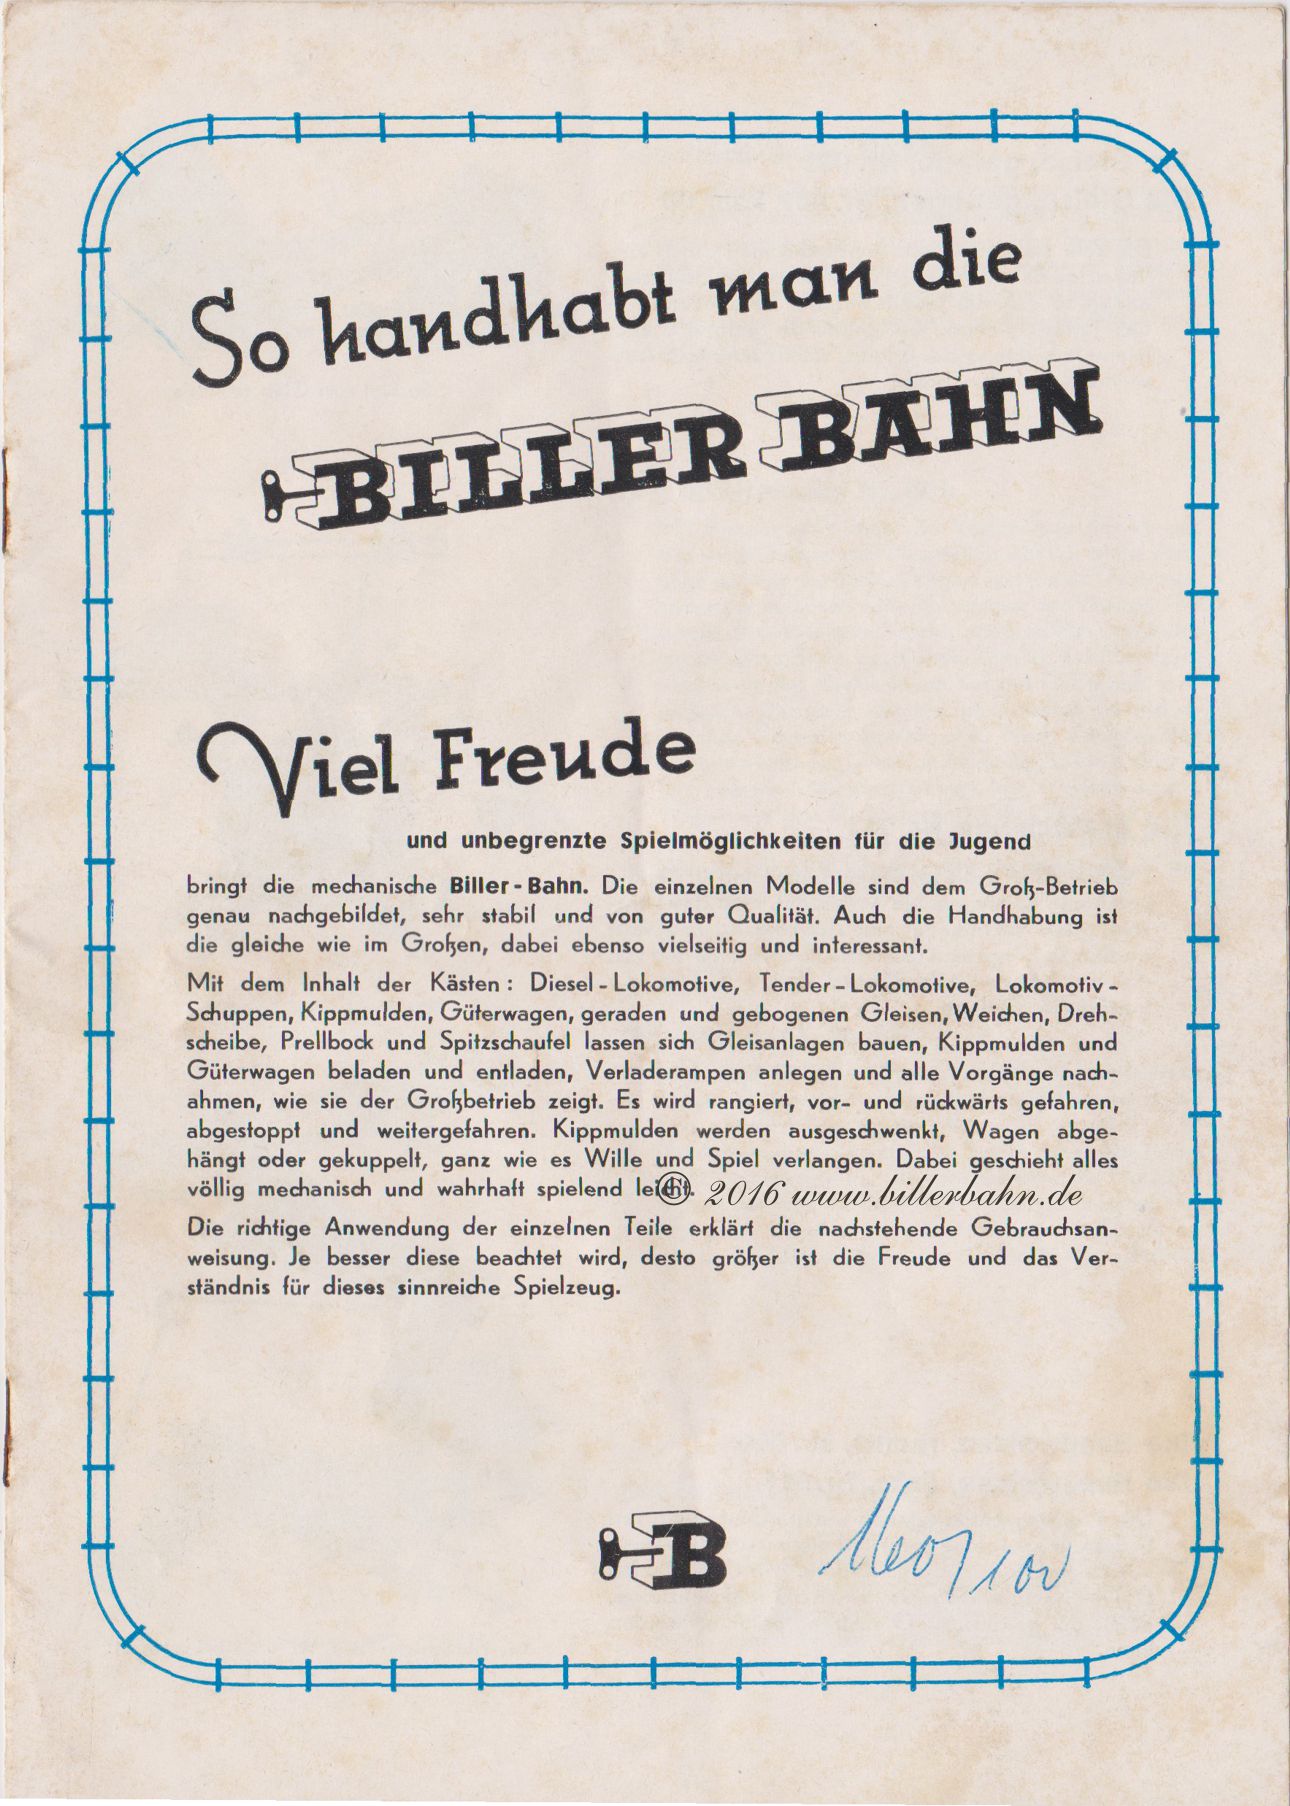 So handhabt man die
BILLER BAHN
Viel Freude
und unbegrenzte Spielmöglichkeiten für die Jugend
bringt die mechanische Biller-Bahn. Die einzelnen Modelle sind dem Groß-Betrieb
genau nachgebildet, sehr stabil und von guter Qualität. Auch die Handhabung ist
die gleiche wie im Großen, dabei ebenso vielseitig und interessant.
Mit dem Inhalt der Kästen: Diesel-Lokomotive, Tender-Lokomotive, Lokomotiv-
Schuppen, Kippmulden, Güterwagen, geraden und gebogenen Gleisen, Weichen, Dreh-
scheibe, Prellbock und Spitzschaufel lassen sich Gleisanlagen bauen, Kippmulden und
Güterwagen beladen und entladen, Verladerampen anlegen und alle Vorgänge nach-
ahmen, wie sie der Großbetrieb zeigt. Es wird rangiert, vor- und rückwärts gefahren,
abgestoppt und weitergefahren. Kippmulden werden ausgeschwenkt, Wagen abge-
hängt oder gekuppelt, ganz wie es Wille und Spiel verlangen. Dabei geschieht alles
völlig mechanisch und wahrhaft spielend leicht.
© 2016 www.billerbahn.de
Die richtige Anwendung der einzelnen Teile erklärt die nachstehende Gebrauchsan-
weisung. Je besser diese beachtet wird, desto größer ist die Freude und das Ver-
ständnis für dieses sinnreiche Spielzeug.
B